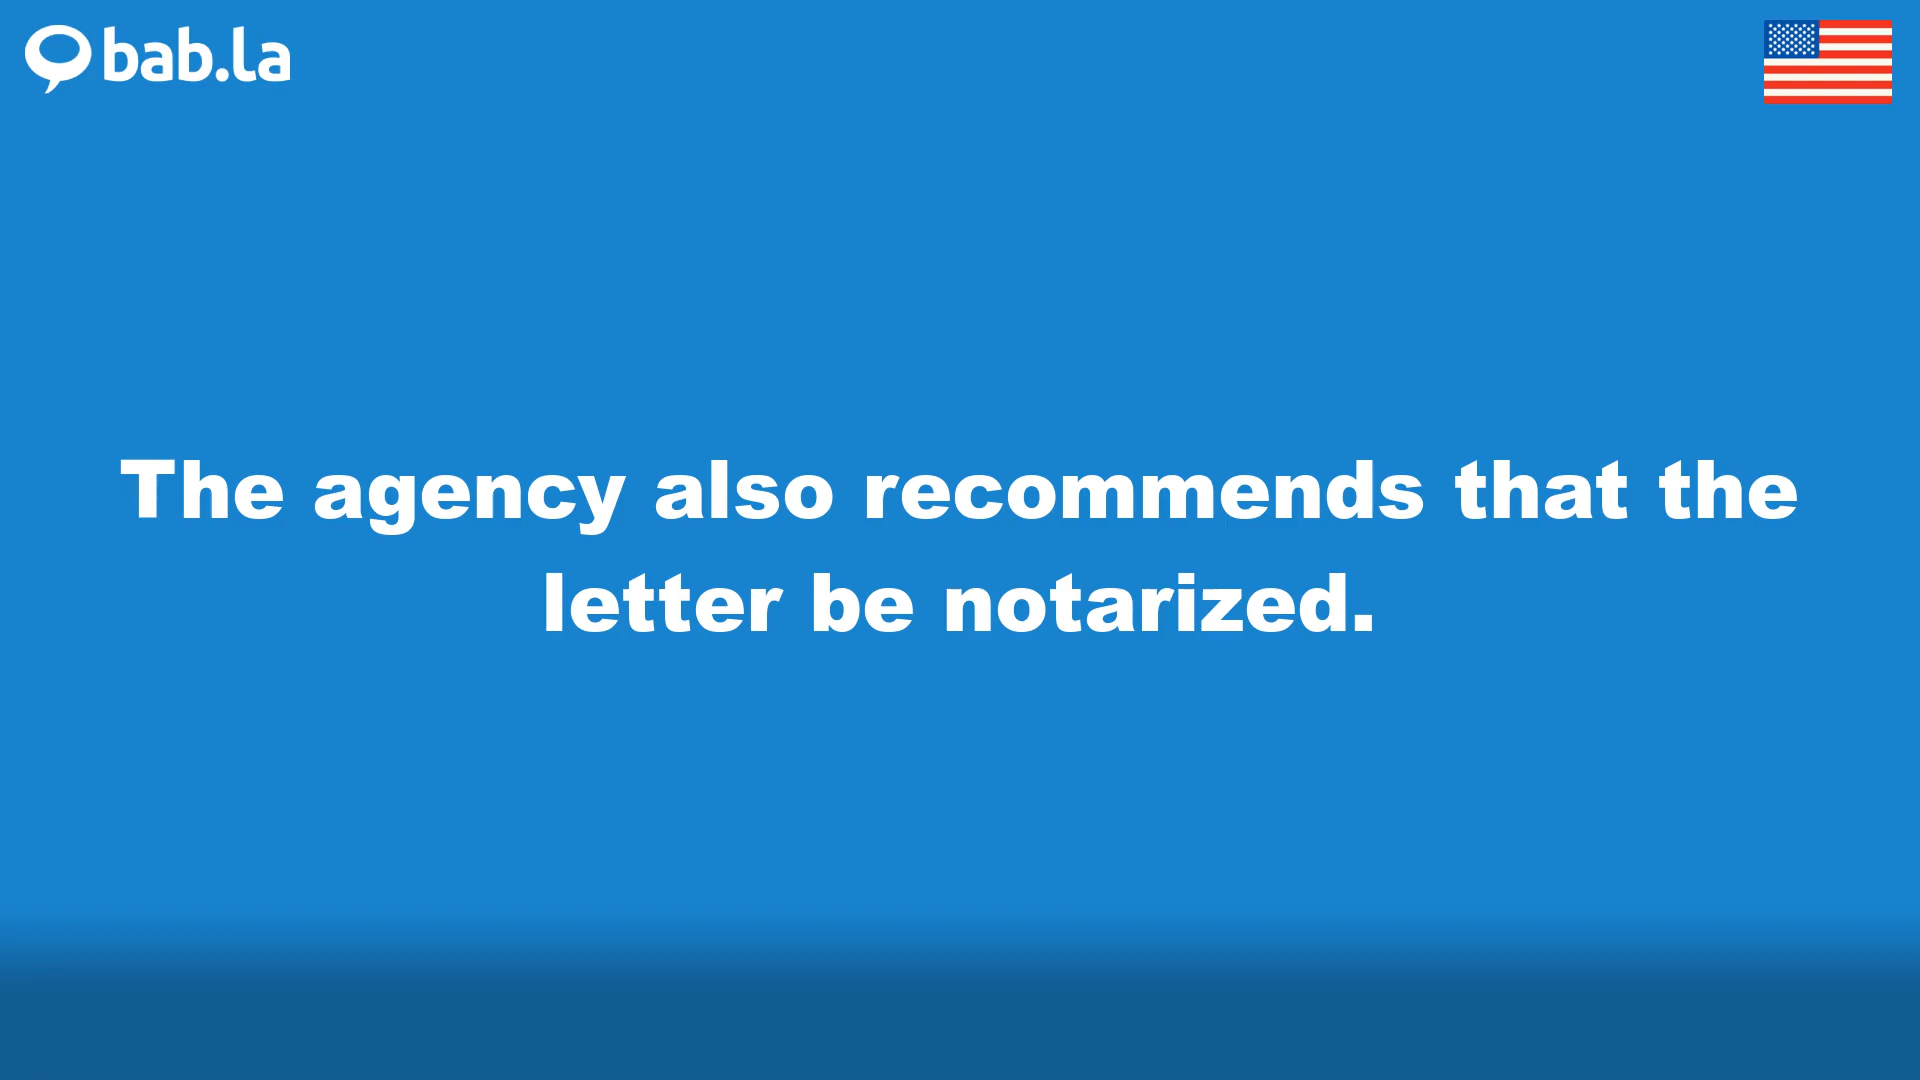 bab.la
The agency also recommends that the
letter be notarized.